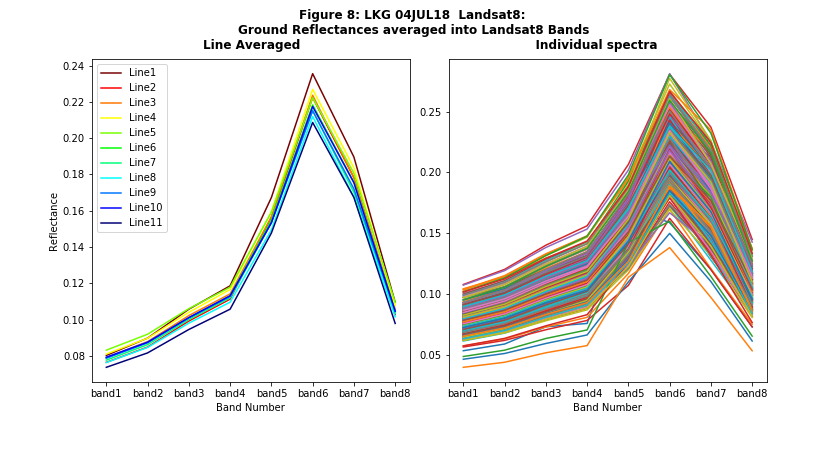 Figure 8: LKG 04JUL18  Landsat8:
Ground Reflectances averaged into Landsat8 Bands
Line Averaged
Individual spectra
Reflectance
0.24
0.22
0.20
0.18
0.16
0.14
0.12
0.10
0.08
Line1
Line2
Line3
Line4
Line5
Line6
Line7
Line8
Line9
Line10
Line11
band1 band2 band3 band4 band5 band6 band7 band8
Band Number
0.25
0.20
0.15
0.10
0.05
band1 band2 band3 band4 band5 band6 band7 band8
Band Number